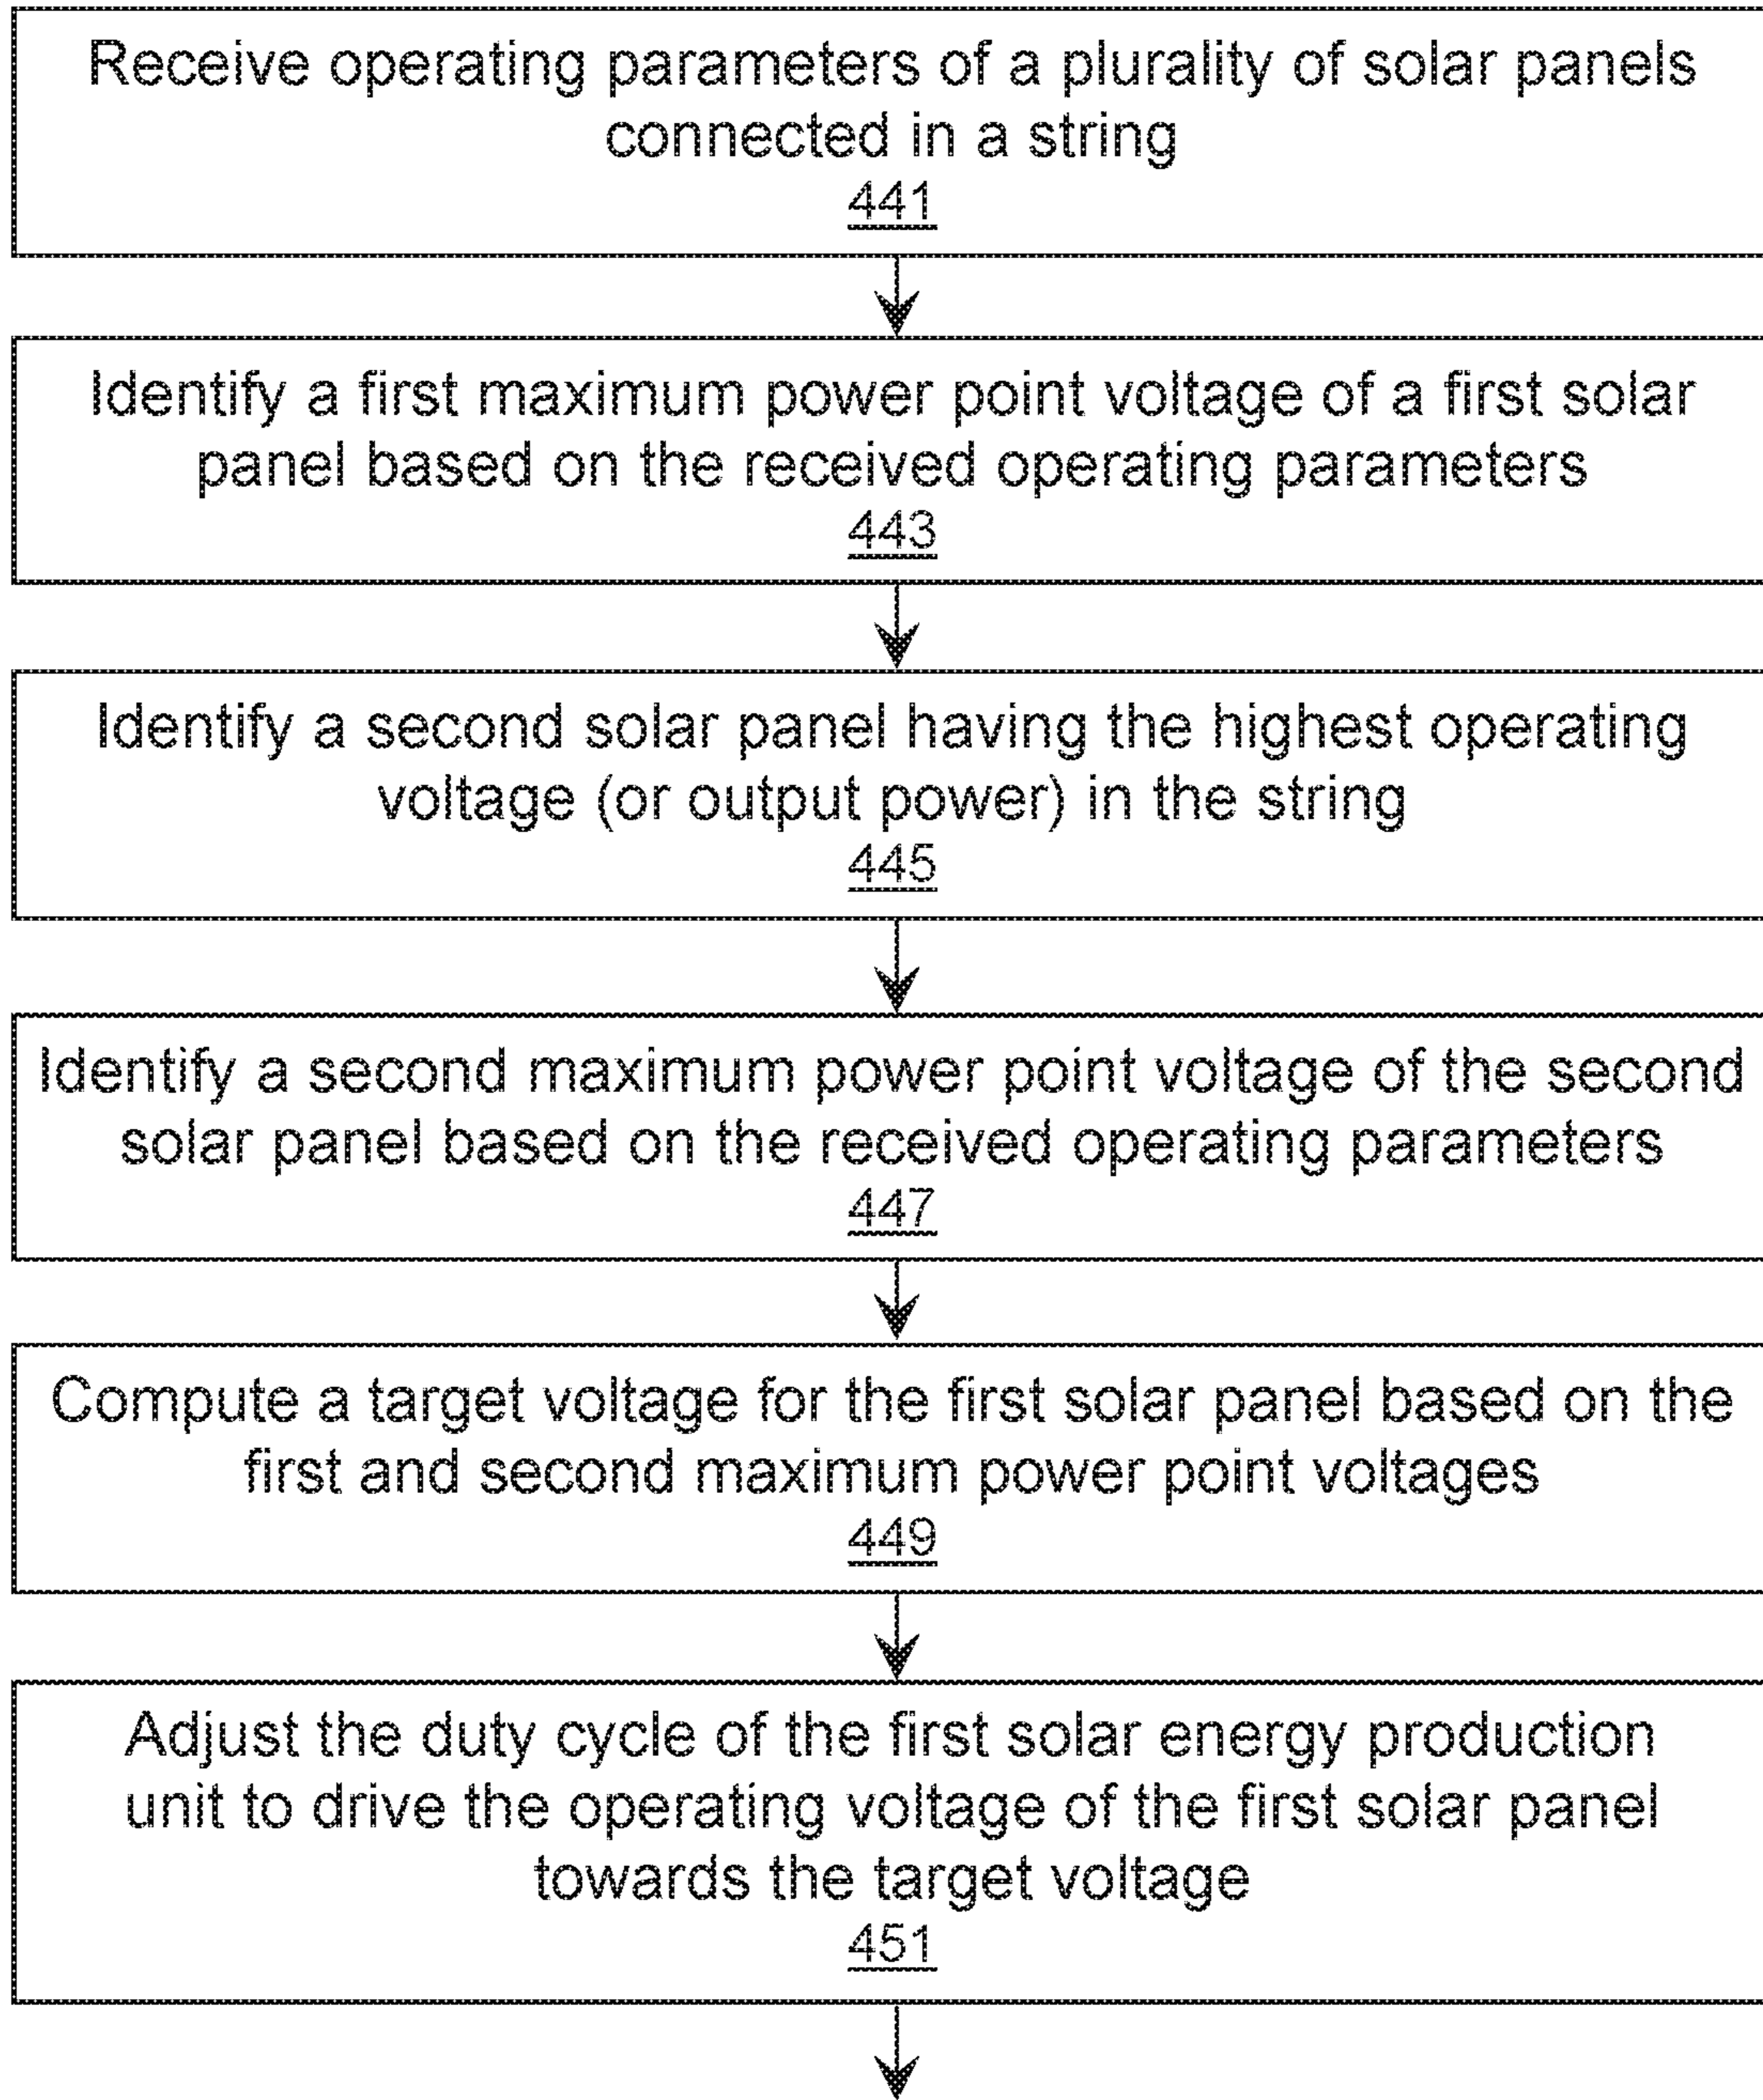 Receive operating parameters of a plurality of solar panels
connected in a string
441
Identify a first maximum power point voltage of a first solar
panel based on the received operating parameters
443
Identify a second solar panel having the highest operating
voltage (or output power) in the string
445
Identify a second maximum power point voltage of the second
solar panel based on the received operating parameters
447
Compute a target voltage for the first solar panel based on the
first and second maximum power point voltages
449
Adjust the duty cycle of the first solar energy production
unit to drive the operating voltage of the first solar panel
towards the target voltage
451